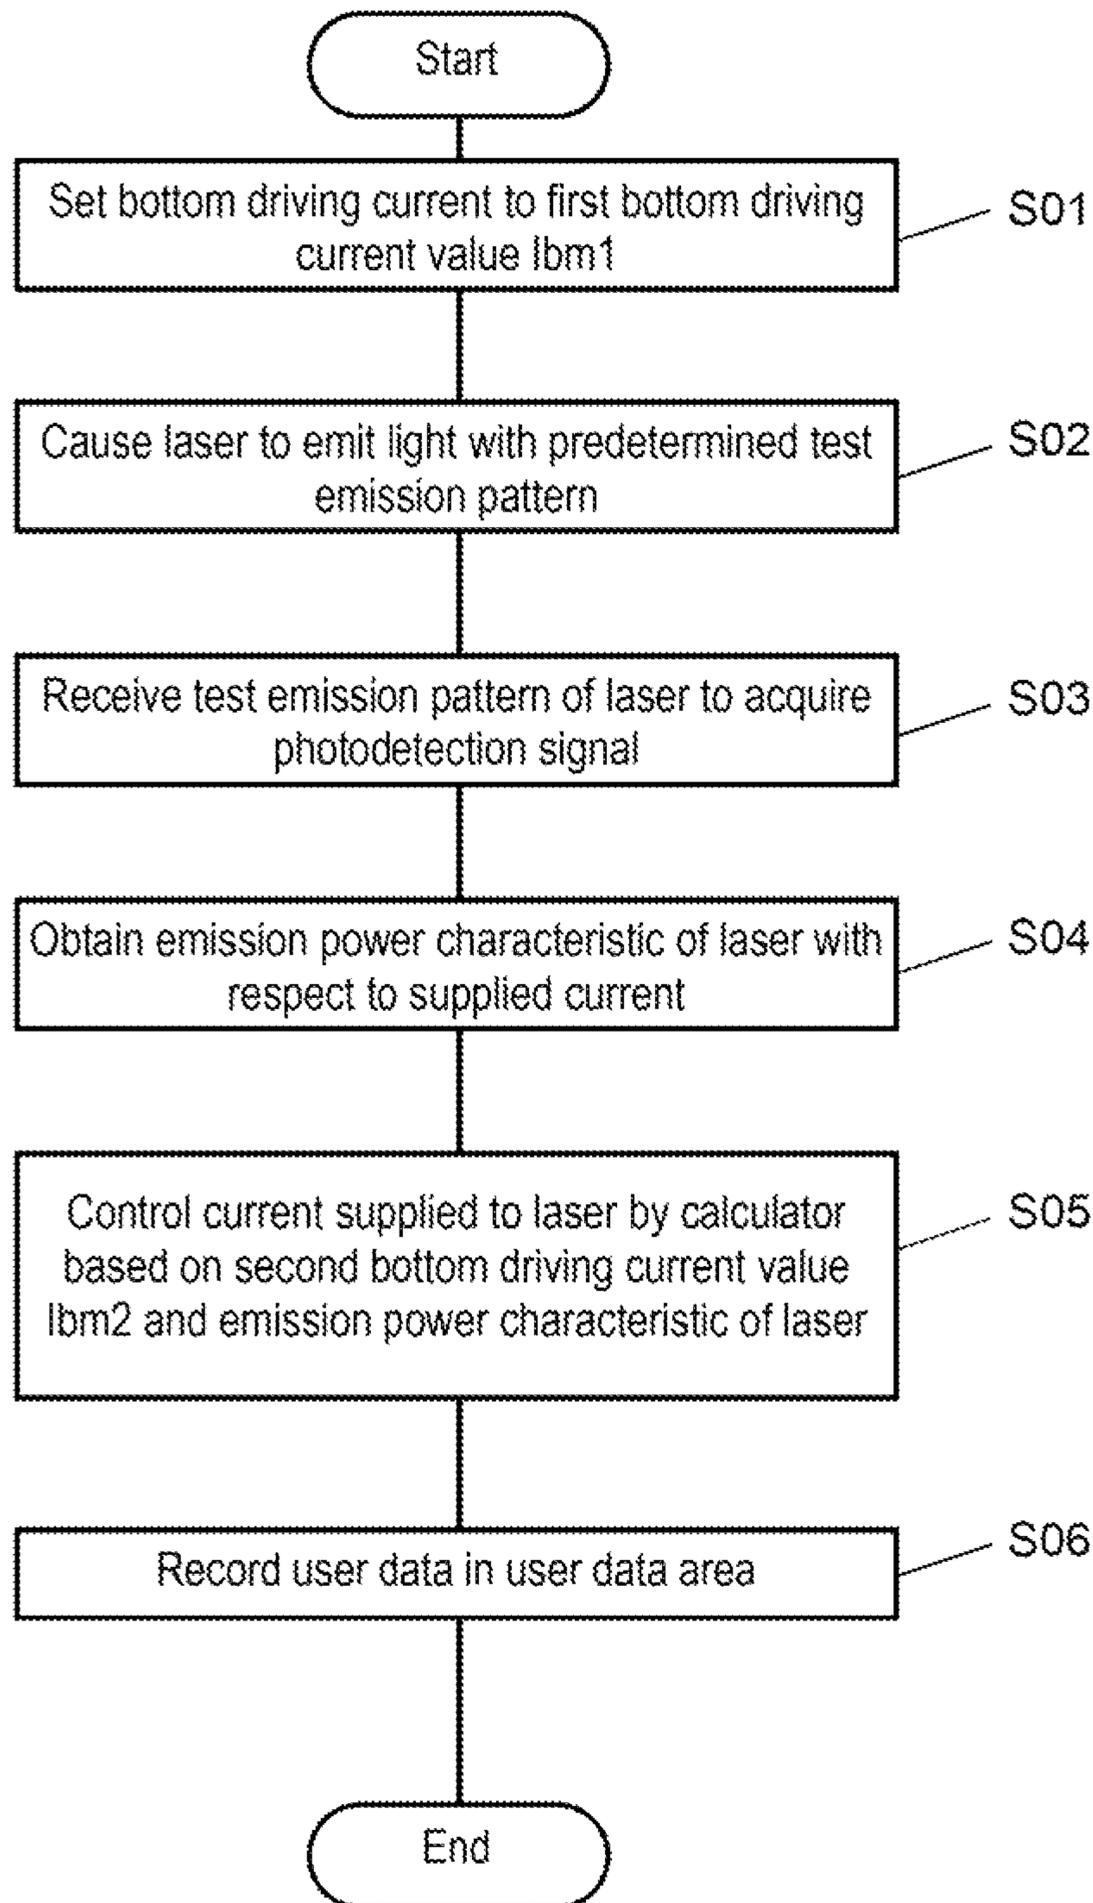 Start
Set bottom driving current to first bottom driving
current value Ibm1
S01
Cause laser to emit light with predetermined test
emission pattern
S02
Receive test emission pattern of laser to acquire
photodetection signal
S03
Obtain emission power characteristic of laser with
respect to supplied current
S04
Control current supplied to laser by calculator
based on second bottom driving current value
Ibm2 and emission power characteristic of laser
S05
Record user data in user data area
S06
End